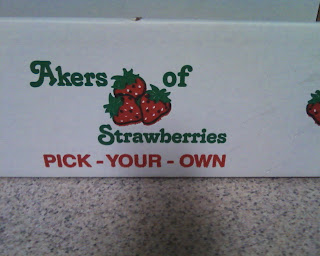 Akers of
Strawberries
PICK - YOUR - OWN